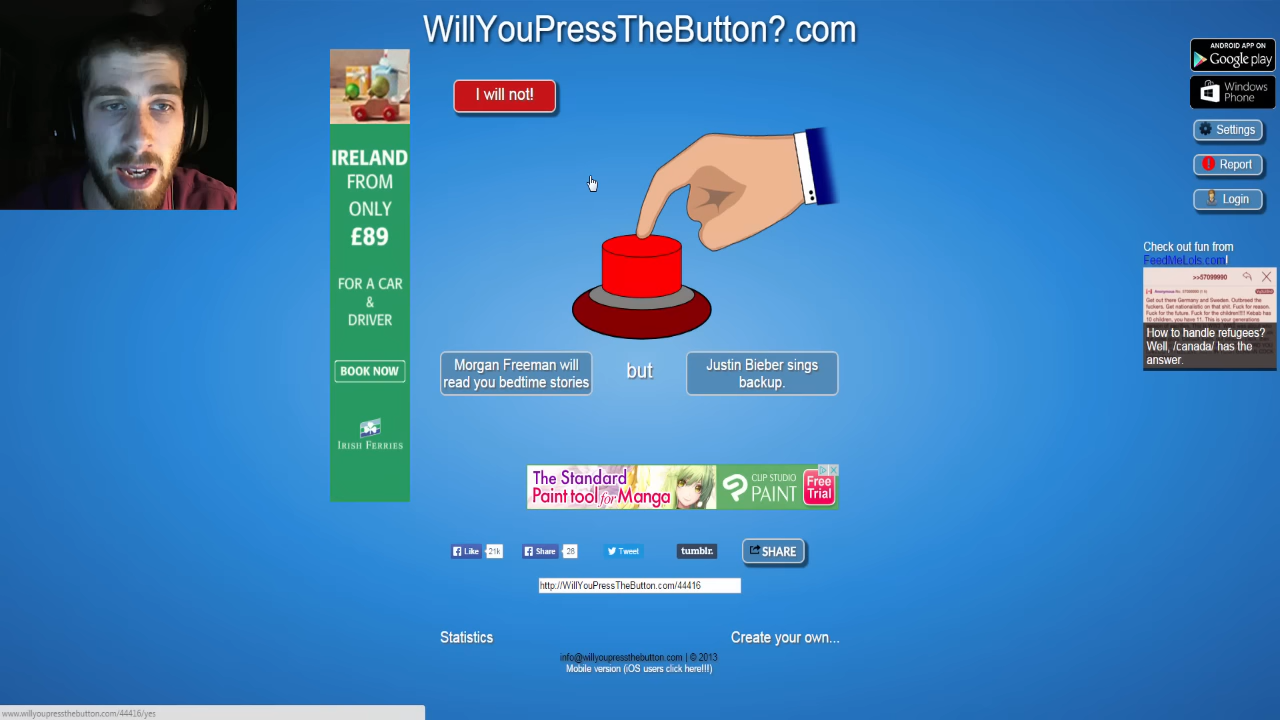 WillYouPressTheButton?.com
I will not!
IRELAND
FROM
ONLY
£89
FOR A CAR
&
DRIVER
BOOK NOW
IRISH FERRIES
Morgan Freeman will
read you bedtime stories
but
Justin Bieber sings
backup.
The Standard
Paint tool for Manga
CLIP STUDIO
PAINT
Free
Trial
Like
21k
Share
28
Tweet
tumblr.
SHARE
http://WillYouPressTheButton.com/44416
Statistics
Create your own...
info@willyoupressthebutton.com | © 2013
Mobile version (iOS users click here!!!)
ANDROID APP ON
Google play
Windows
Phone
Settings
Report
Login
Check out fun from
FeedMeLols.com!
>>57099990
How to handle refugees?
Well, /canada/ has the
answer.
www.willyoupressthebutton.com/44416/yes